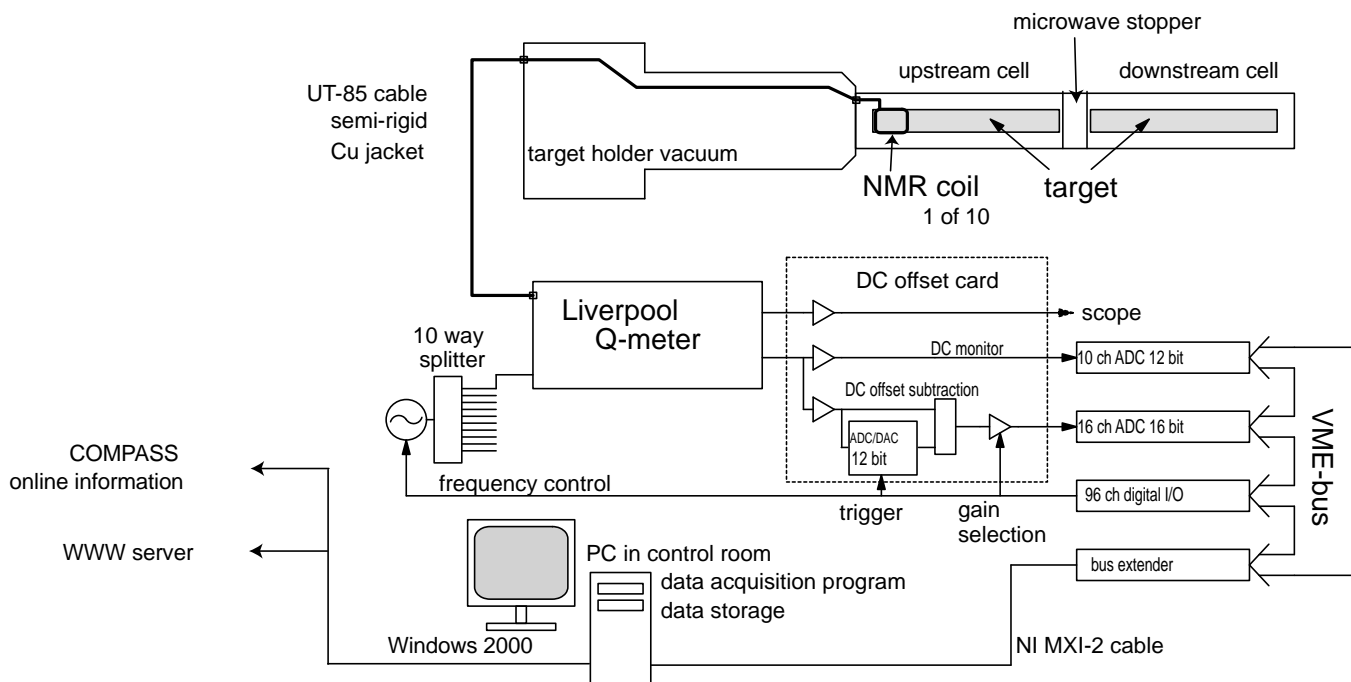 microwave stopper
upstream cell
downstream cell
UT-85 cable
semi-rigid
Cu jacket
target holder vacuum
NMR coil
1 of 10
target
DC offset card
Liverpool
Q-meter
scope
10 way
splitter
DC monitor
10 ch ADC 12 bit
DC offset subtraction
ADC/DAC
12 bit
16 ch ADC 16 bit
VME-bus
COMPASS
online information
frequency control
trigger
gain
selection
96 ch digital I/O
WWW server
PC in control room
data acquisition program
data storage
bus extender
Windows 2000
NI MXI-2 cable